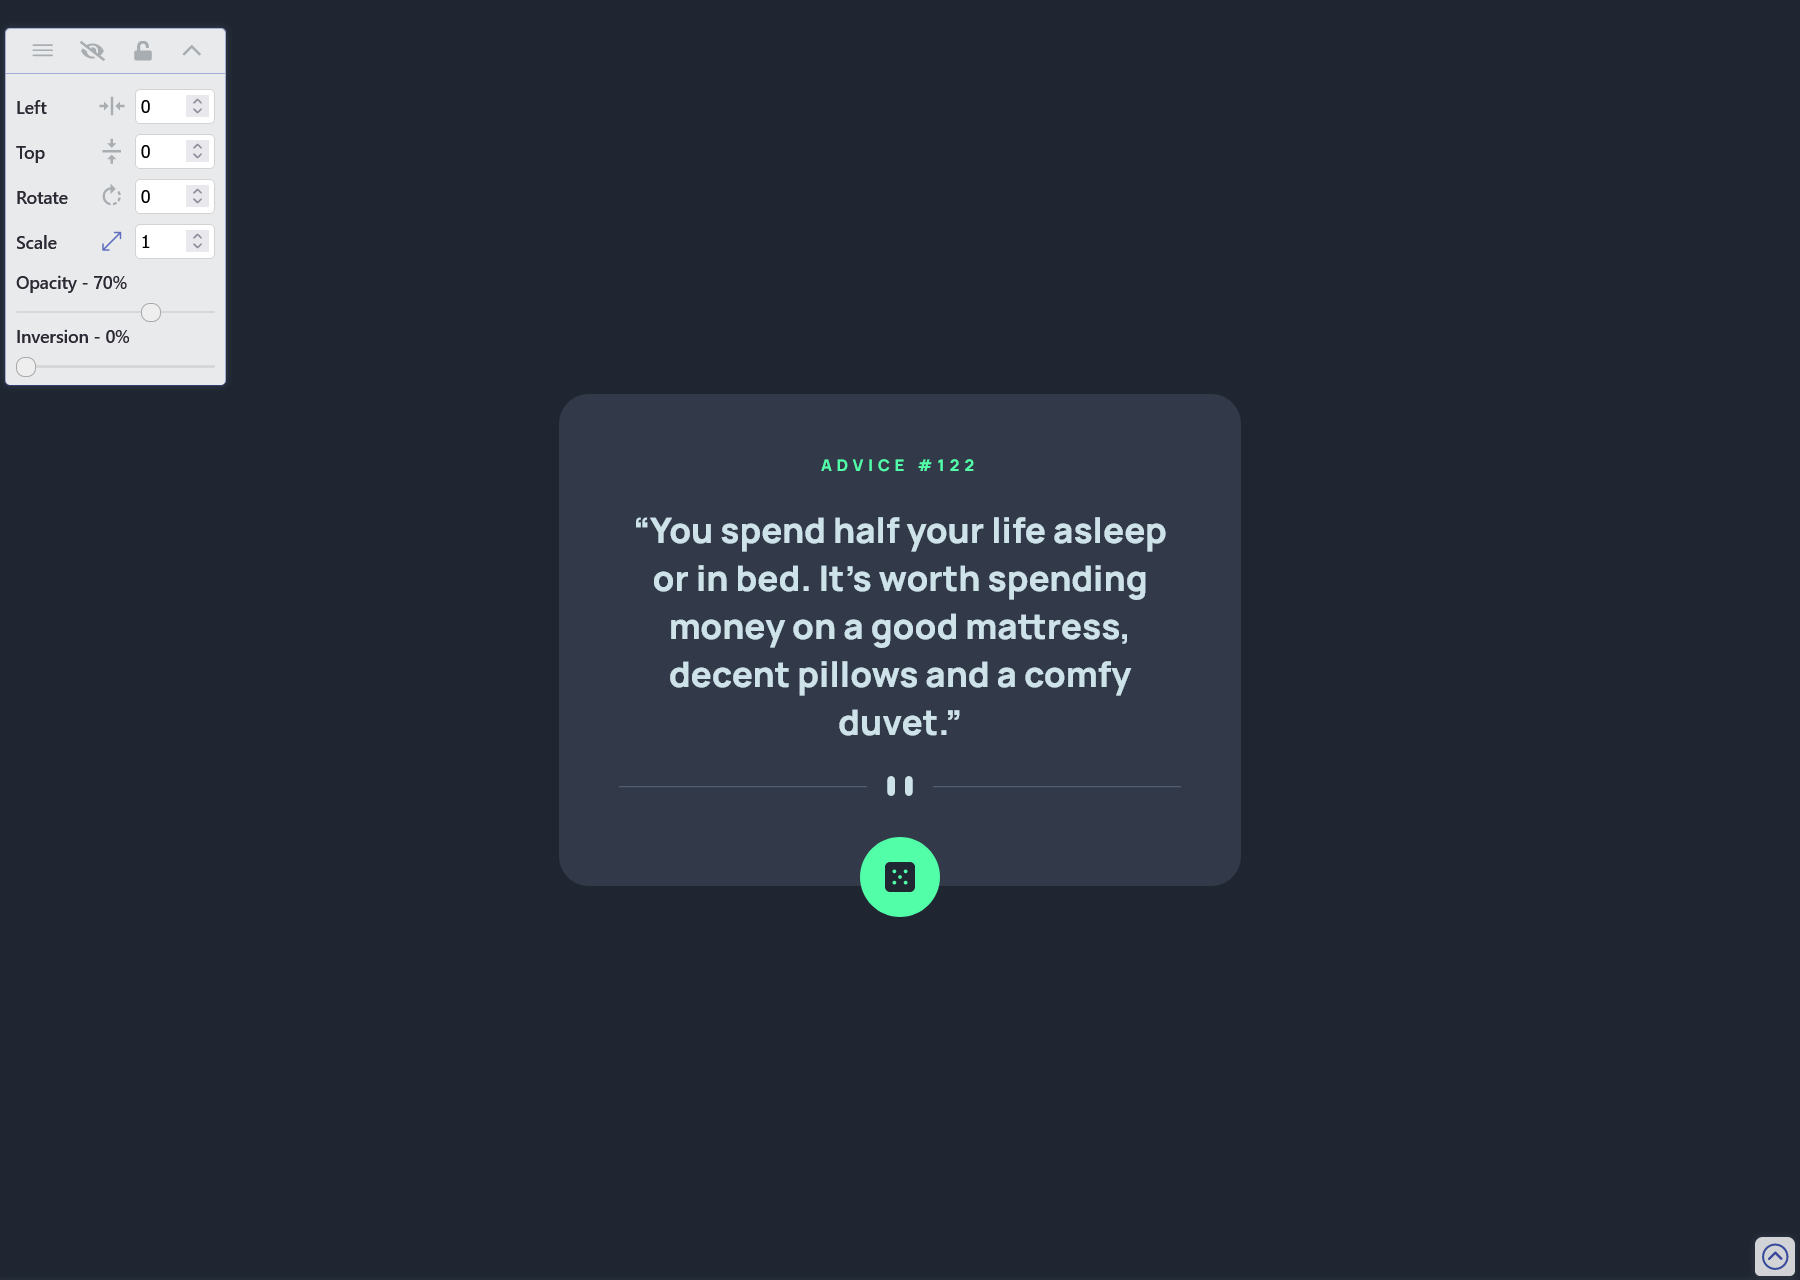 Left 0
Top 0
Rotate 0
Scale 1
Opacity - 70%
Inversion - 0%
ADVICE #122
“You spend half your life asleep
or in bed. It’s worth spending
money on a good mattress,
decent pillows and a comfy
duvet.”